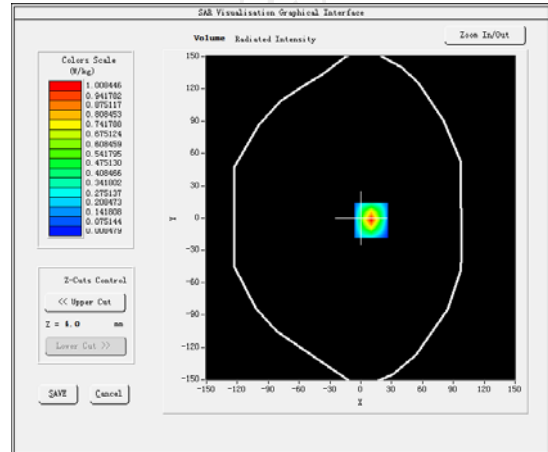 SAR Visualisation Graphical Interface
Volume Radiated Intensity
Zoom In/Out
Colors Scale
(W/kg)
1.008446
0.941782
0.875117
0.808453
0.741788
0.675124
0.608459
0.541795
0.475130
0.408466
0.341802
0.275137
0.208473
0.141808
0.075144
0.008479
Z-Cuts Control
<< Upper Cut
Z = 4.0 mm
Lower Cut >>
SAVE Cancel
150
120
90
60
30
0
-30
-60
-90
-120
-150
Y
-150 -120 -90 -60 -30 0 30 60 90 120 150
X